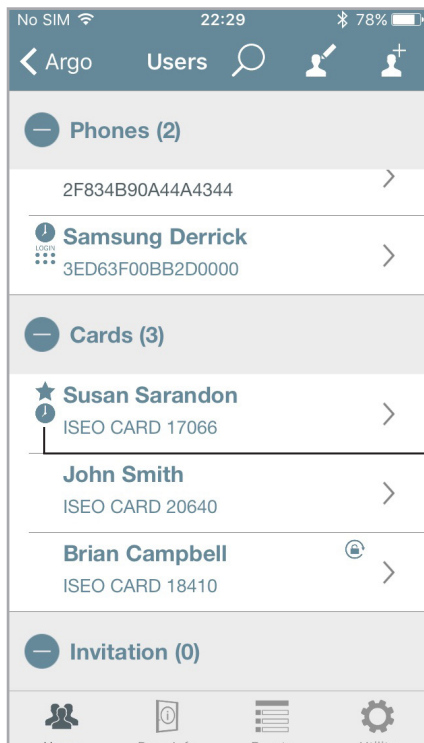 No SIM 22:29 78%
Argo Users
Phones (2)
2F834B90A44A4344
Samsung Derrick
LOGIN
3ED63F00BB2D0000
Cards (3)
Susan Sarandon
ISEO CARD 17066
John Smith
ISEO CARD 20640
Brian Campbell
ISEO CARD 18410
Invitation (0)